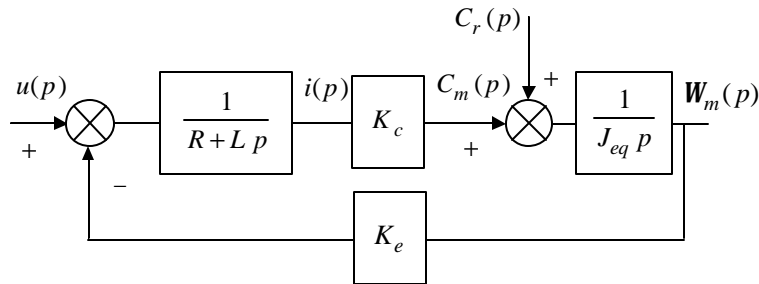 C_r(p)
u(p)
+
−
1
R + L p
i(p)
K_c
C_m(p)
+
+
1
J_eq p
W_m(p)
K_e